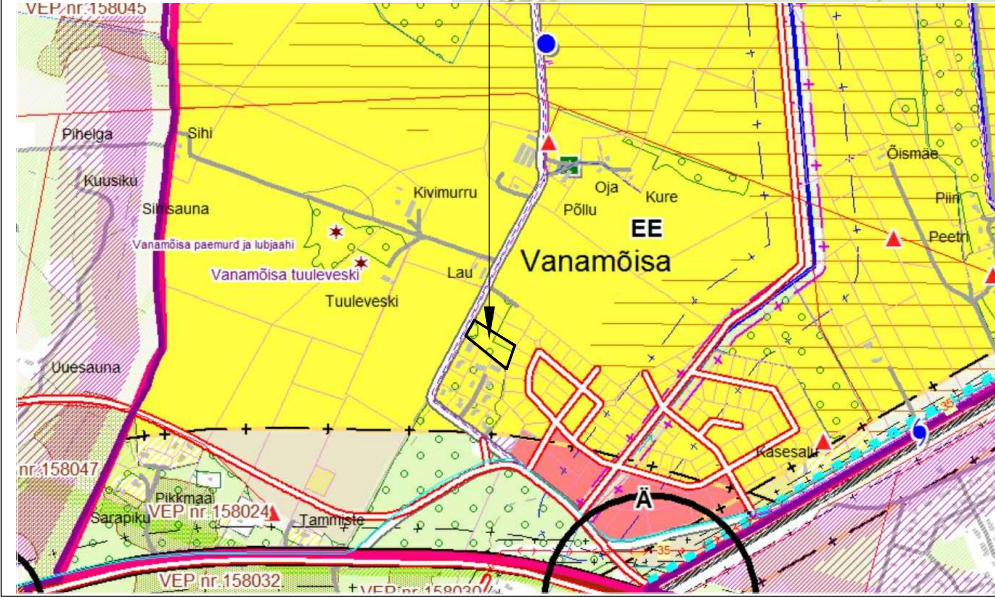 VEP nr.158045
Pihelga
Sihi
Õismäe
Kuusiku
Kivimurru
Oja
Kure
Piiri
Sihisauna
Põllu
EE
Peetri
Vanamõisa paemurd ja lubjaahi
Vanamõisa
Vanamõisa tuuleveski
Lau
Tuuleveski
Uuesauna
35
Kasesalu
nr.158047
Pikkmaa
Ä
VEP nr.158024
Sarapiku
Tammiste
35
VEP nr.158032
VEP nr.158030